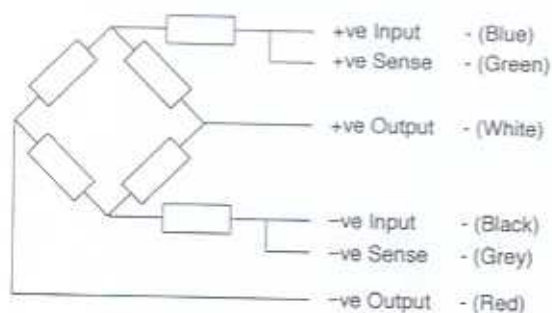 +ve Input - (Blue)
+ve Sense - (Green)
+ve Output - (White)
−ve Input - (Black)
−ve Sense - (Grey)
−ve Output - (Red)